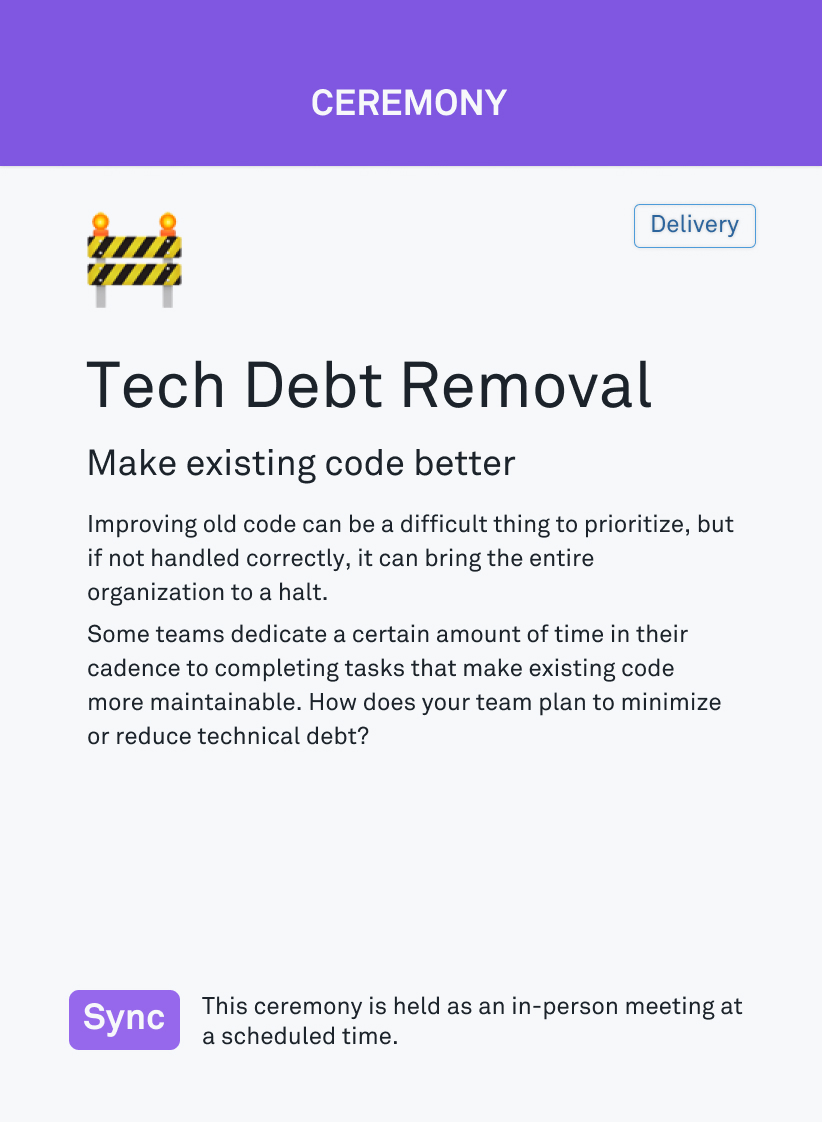 CEREMONY
Delivery
Tech Debt Removal
Make existing code better
Improving old code can be a difficult thing to prioritize, but
if not handled correctly, it can bring the entire
organization to a halt.
Some teams dedicate a certain amount of time in their
cadence to completing tasks that make existing code
more maintainable. How does your team plan to minimize
or reduce technical debt?
Sync
This ceremony is held as an in-person meeting at
a scheduled time.